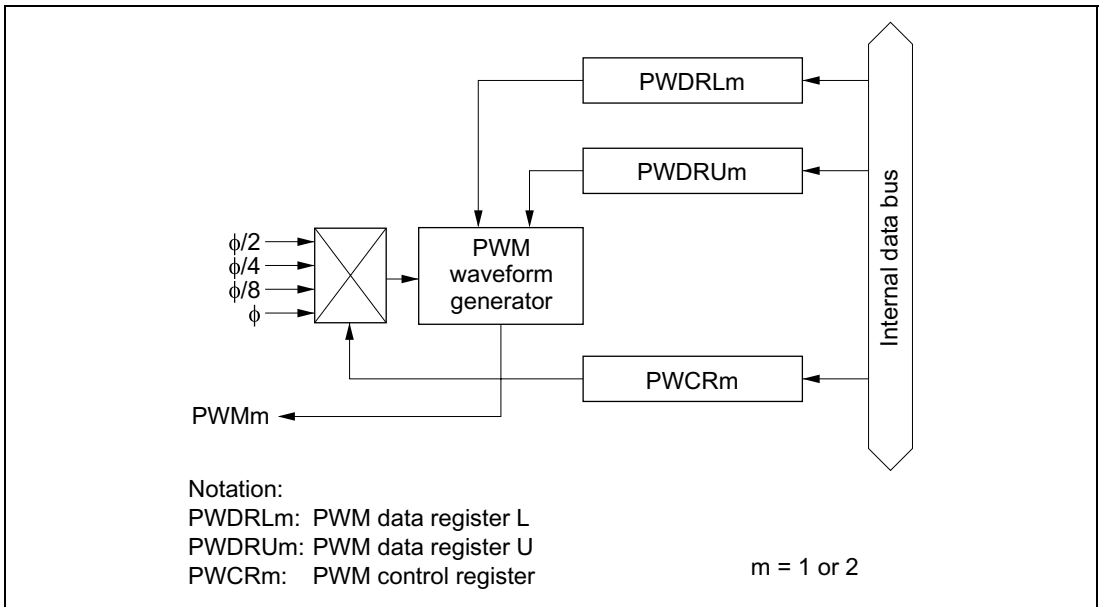 PWDRLm
PWDRUm
Internal data bus
ϕ/2
ϕ/4
ϕ/8
ϕ
PWM
waveform
generator
PWCRm
PWMm
Notation:
PWDRLm: PWM data register L
PWDRUm: PWM data register U
PWCRm: PWM control register
m = 1 or 2